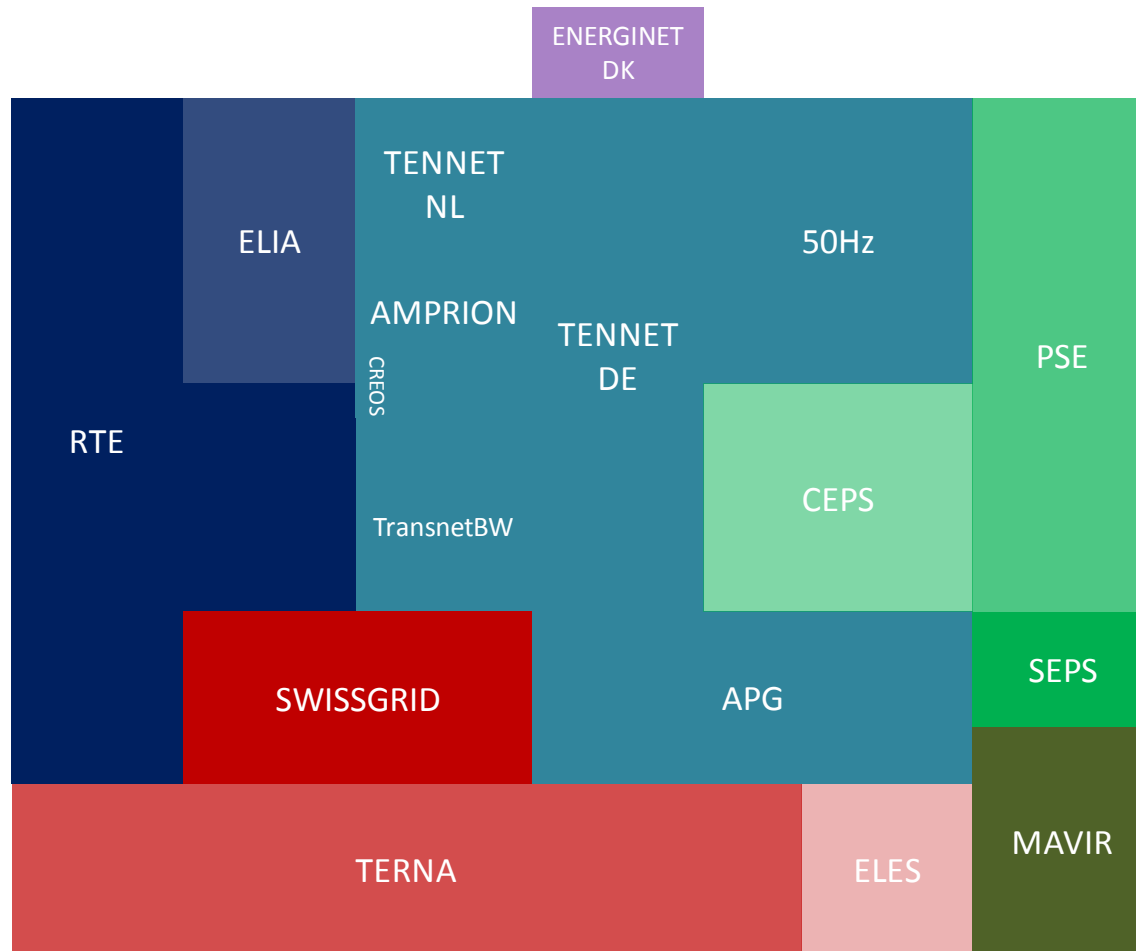 ENERGINET
DK
TENNET
NL
ELIA
50Hz
AMPRION
TENNET
DE
CREOS
PSE
RTE
CEPS
TransnetBW
SEPS
SWISSGRID
APG
MAVIR
TERNA
ELES